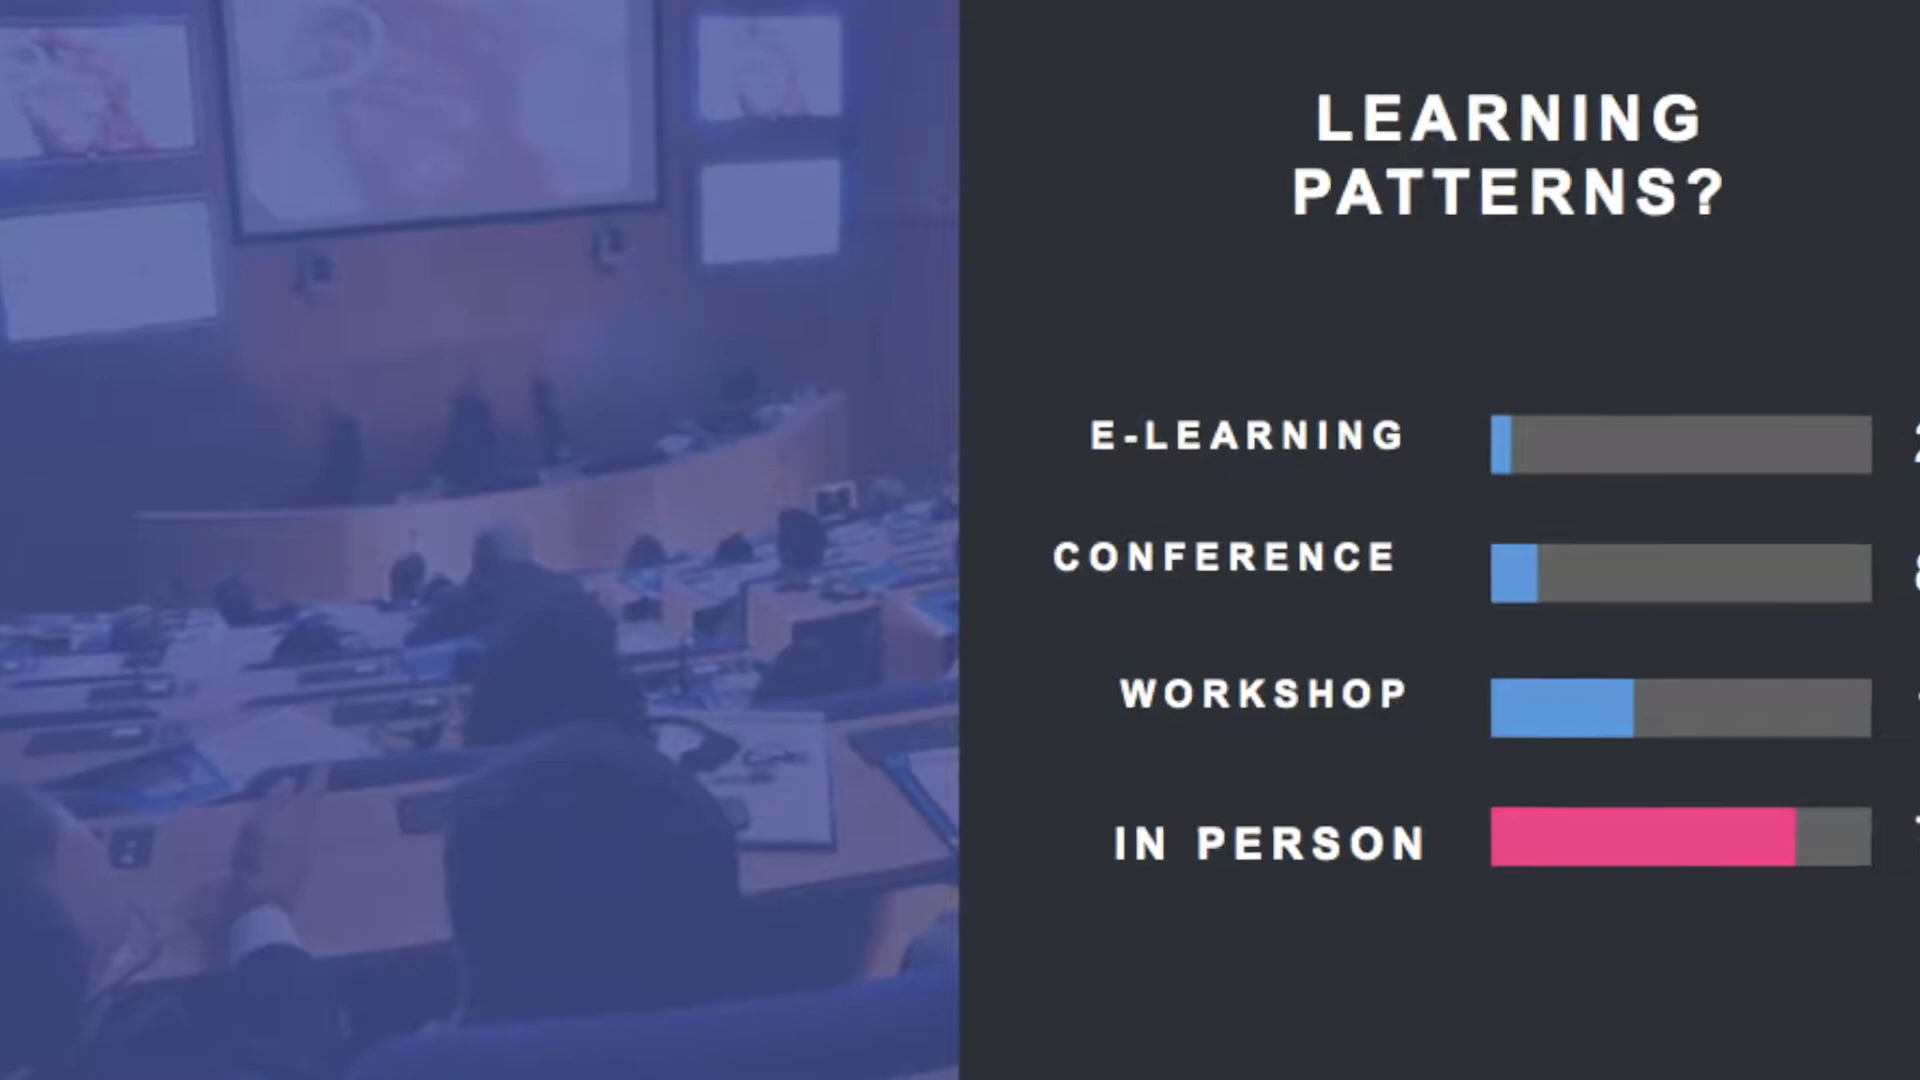 LEARNING
PATTERNS?
E-LEARNING
CONFERENCE
WORKSHOP
IN PERSON